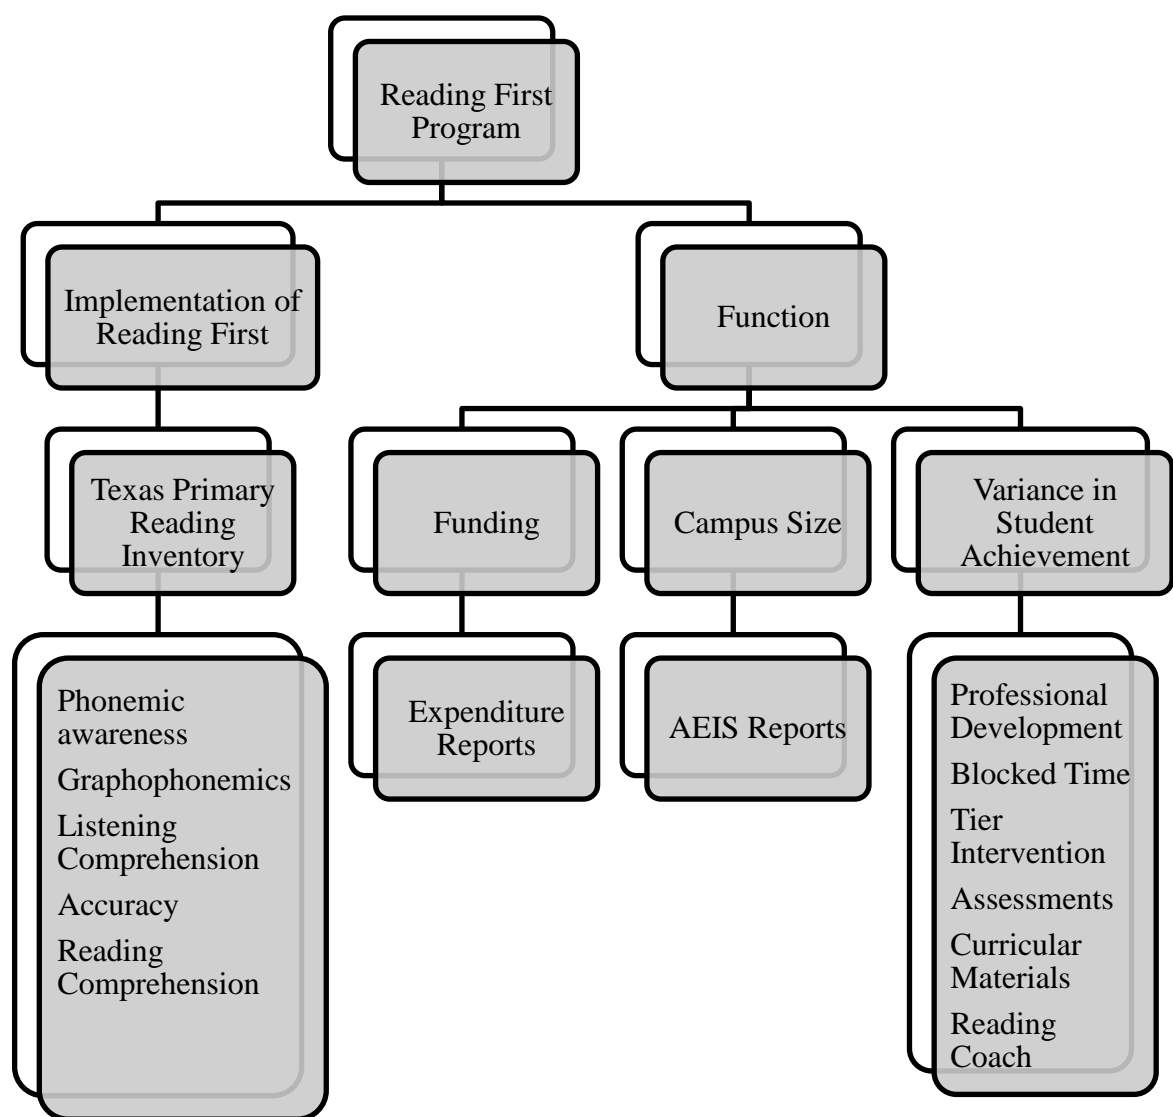 Reading First
Program
Implementation of
Reading First
Function
Texas Primary
Reading
Inventory
Funding
Campus Size
Variance in
Student
Achievement
Phonemic
awareness
Graphophonemics
Listening
Comprehension
Accuracy
Reading
Comprehension
Expenditure
Reports
AEIS Reports
Professional
Development
Blocked Time
Tier
Intervention
Assessments
Curricular
Materials
Reading
Coach